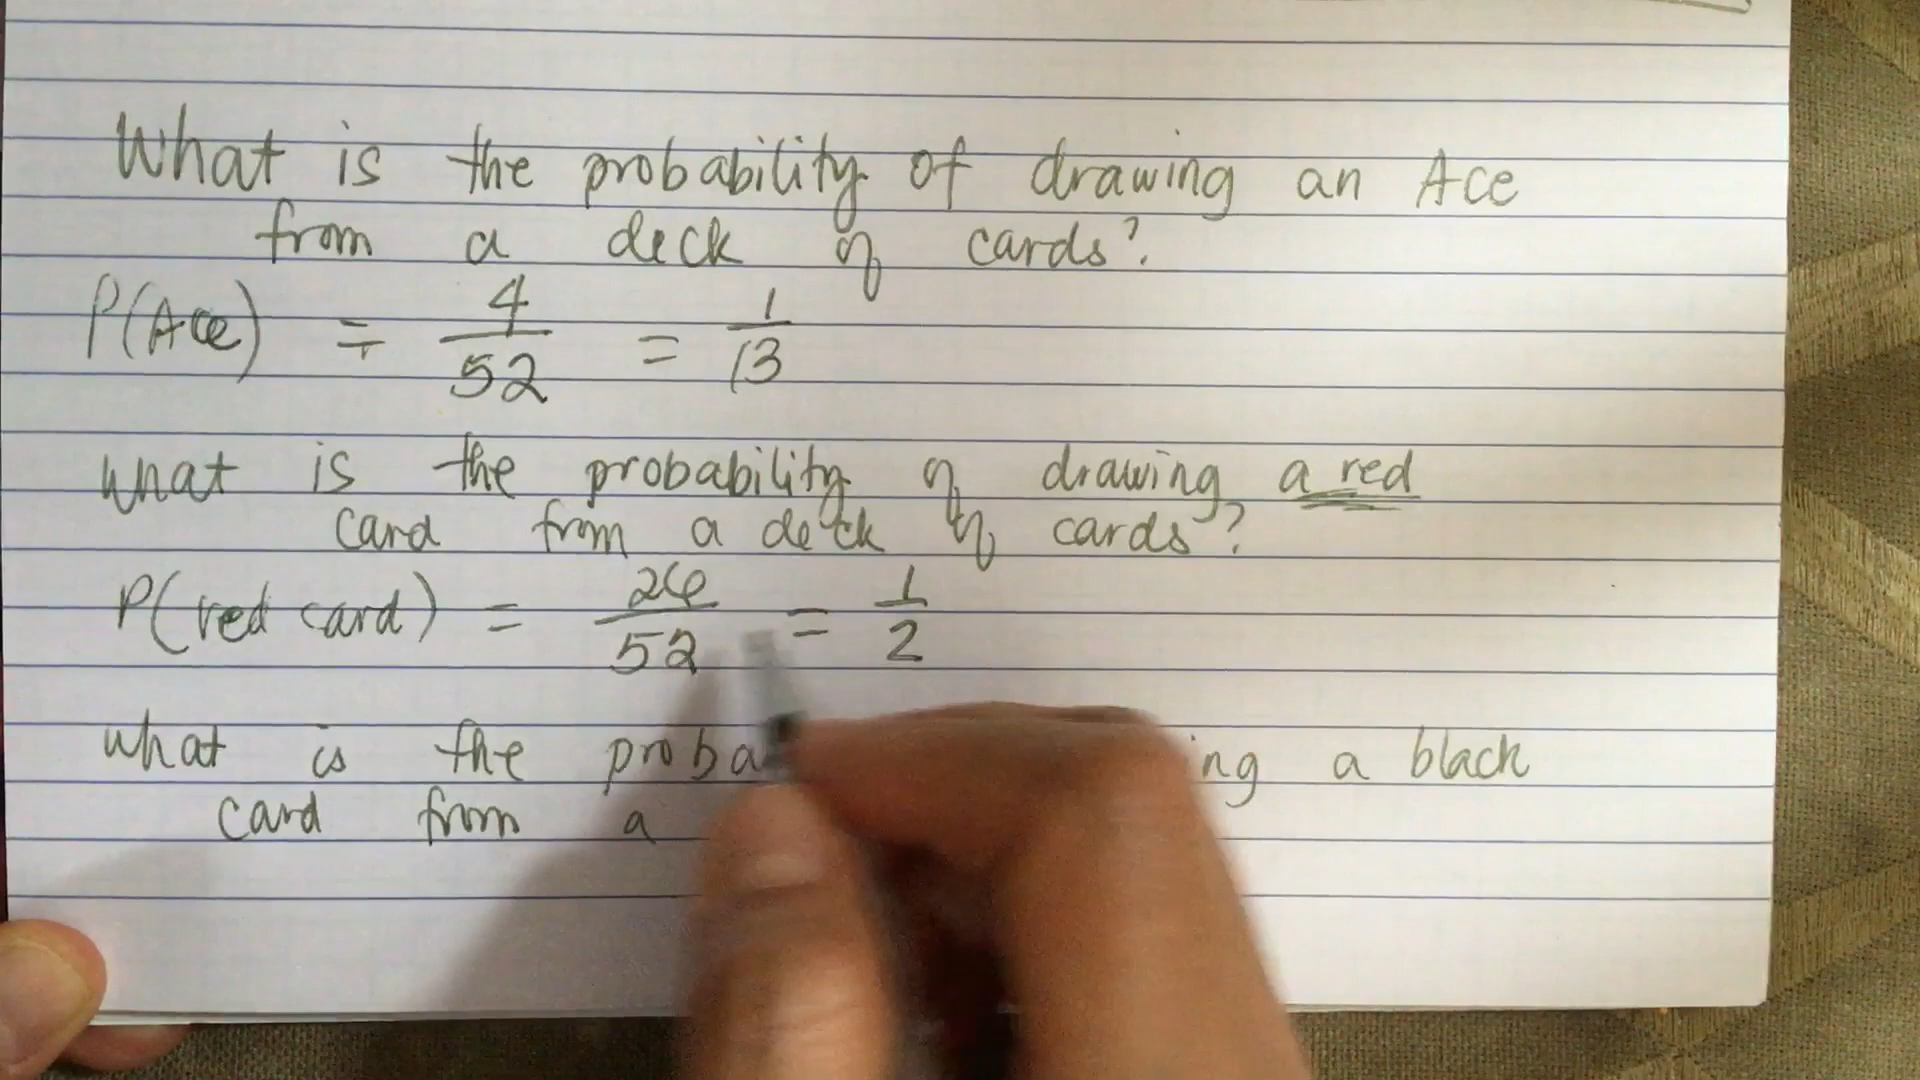 What is the probability of drawing an Ace
from a deck of cards?
P(Ace) = 4/52 = 1/13
what is the probability of drawing a red
card from a deck of cards?
P(red card) = 26/52 = 1/2
what is the proba ing a black
card from a